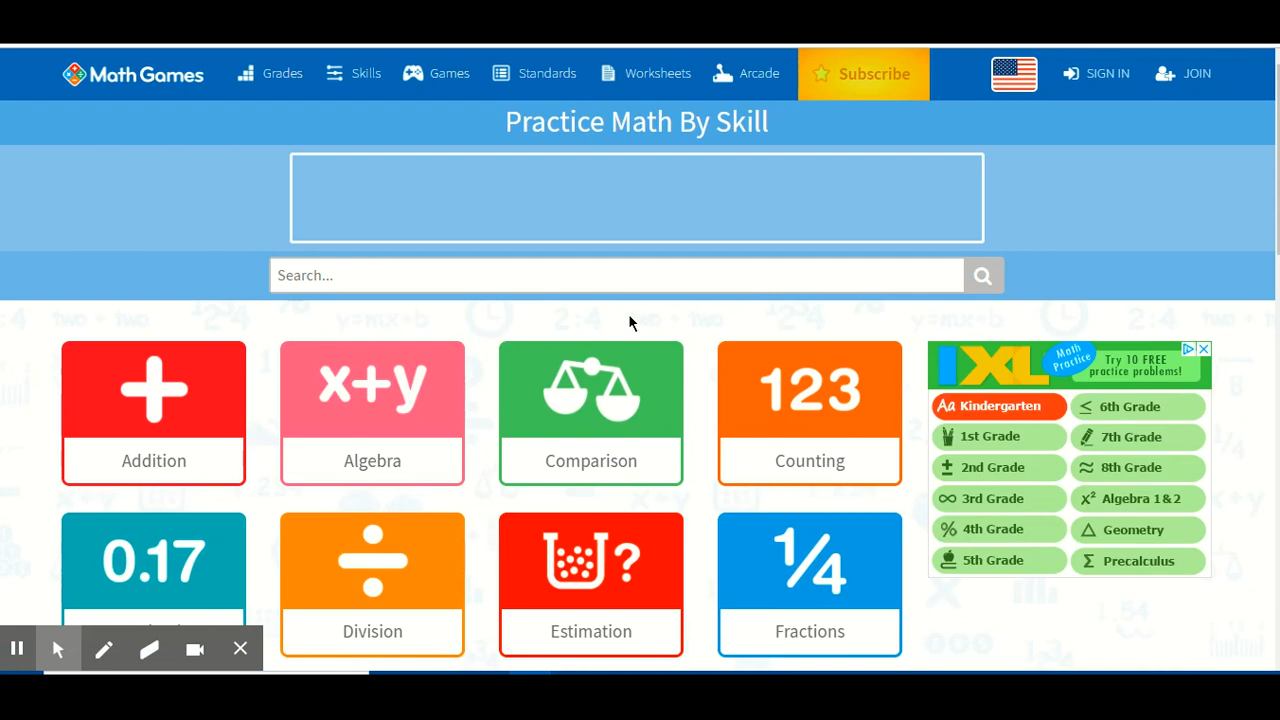 Math Games
Grades
Skills
Games
Standards
Worksheets
Arcade
Subscribe
SIGN IN
JOIN
Practice Math By Skill
Search...
x+y
123
Addition
Algebra
Comparison
Counting
0.17
?
1/4
Division
Estimation
Fractions
IXL
Math Practice
Try 10 FREE
practice problems!
Aa Kindergarten
≤ 6th Grade
1st Grade
7th Grade
± 2nd Grade
≈ 8th Grade
∞ 3rd Grade
x² Algebra 1 & 2
% 4th Grade
△ Geometry
5th Grade
Σ Precalculus